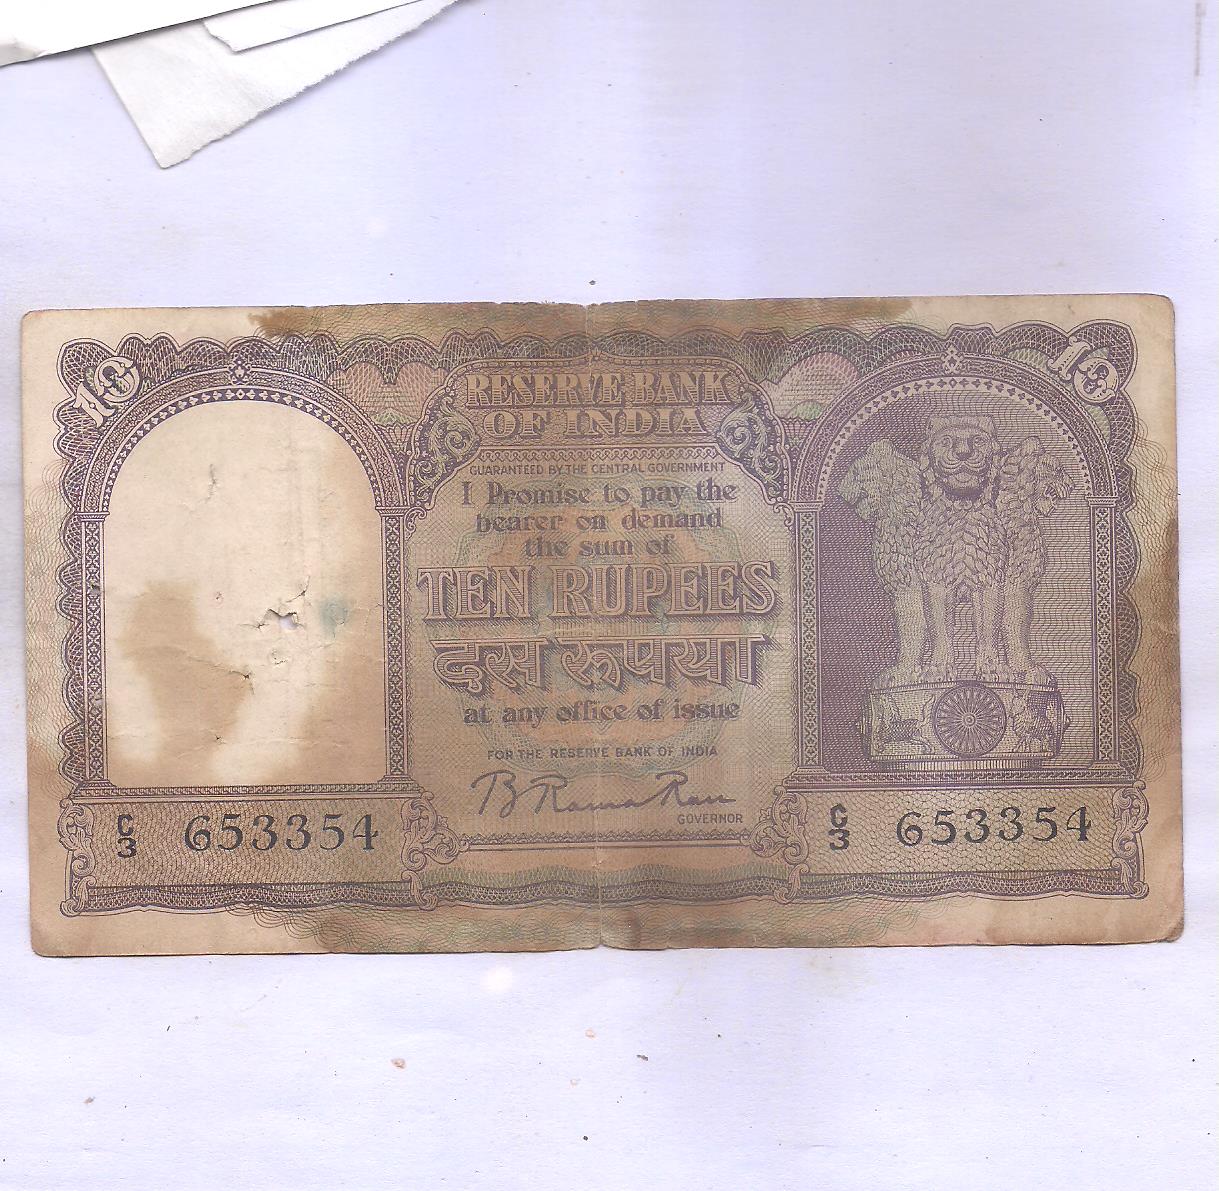 10
10
RESERVE BANK
OF INDIA
GUARANTEED BY THE CENTRAL GOVERNMENT
I Promise to pay the
bearer on demand
the sum of
TEN RUPEES
दस रूपया
at any office of issue
FOR THE RESERVE BANK OF INDIA
B Rama Rau
GOVERNOR
C/3 653354
C/3 653354